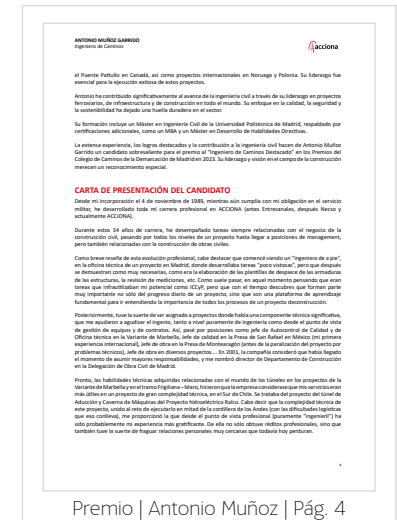 ANTONIO MUÑOZ GARRIDO
Ingeniero de Caminos
acciona
el Puente Pattullo en Canadá, así como proyectos internacionales en Noruega y Polonia. Su liderazgo fue
esencial para la ejecución exitosa de estos proyectos.
Antonio ha contribuido significativamente al avance de la ingeniería civil a través de su liderazgo en proyectos
ferroviarios, de infraestructura y de construcción en todo el mundo. Su enfoque en la calidad, la seguridad y
la sostenibilidad ha dejado una huella duradera en el sector.
Su formación incluye un Máster en Ingeniería Civil de la Universidad Politécnica de Madrid, respaldado por
certificaciones adicionales, como un MBA y un Máster en Desarrollo de Habilidades Directivas.
La extensa experiencia, los logros destacados y la contribución a la ingeniería civil hacen de Antonio Muñoz
Garrido un candidato sobresaliente para el premio al "Ingeniero de Caminos Destacado" en los Premios del
Colegio de Caminos de la Demarcación de Madrid en 2023. Su liderazgo y visión en el campo de la construcción
merecen un reconocimiento especial.
CARTA DE PRESENTACIÓN DEL CANDIDATO
Desde mi incorporación el 4 de noviembre de 1989, mientras aún cumplía con mi obligación en el servicio
militar, he desarrollado toda mi carrera profesional en ACCIONA (antes Entrecanales, después Necso y
actualmente ACCIONA).
Durante estos 34 años de carrera, he desempeñado tareas siempre relacionadas con el negocio de la
construcción civil, pasando por todos los niveles de un proyecto hasta llegar a posiciones de management,
pero también relacionadas con la construcción de obras civiles.
Como breve reseña de esta evolución profesional, cabe destacar que comencé siendo un "ingeniero de a pie",
en la oficina técnica de un proyecto en Madrid, donde desarrollaba tareas "poco vistosas", pero que después
se demuestran como muy necesarias, como era la elaboración de las plantillas de despiece de las armaduras
de las estructuras, la revisión de mediciones, etc. Como suele pasar, en aquel momento pensando que eran
tareas que infrautilizaban mi potencial como ICCyP, pero que con el tiempo descubres que forman parte
muy importante no sólo del progreso diario de un proyecto, sino que son una plataforma de aprendizaje
fundamental para ir entendiendo la importancia de todos los procesos de un proyecto deconstrucción.
Posteriormente, tuve la suerte de ser asignado a proyectos donde había una componente técnica significativa,
que me ayudaron a agudizar el ingenio, tanto a nivel puramente de ingeniería como desde el punto de vista
de gestión de equipos y de contratos. Así, pasé por posiciones como jefe de Autocontrol de Calidad y de
Oficina técnica en la Variante de Marbella, jefe de calidad en la Presa de San Rafael en México (mi primera
experiencia internacional), Jefe de obra en la Presa de Monteragón (antes de la paralización del proyecto por
problemas técnicos), Jefe de obra en diversos proyectos.... En 2001, la compañía consideró que había llegado
el momento de asumir mayores responsabilidades, y me nombró director de Departamento de Construcción
en la Delegación de Obra Civil de Madrid.
Pronto, las habilidades técnicas adquiridas relacionadas con el mundo de los túneles en los proyectos de la
Variante de Marbella y en el tramo Frigiliana – Maro, hicieron que la empresa considerase que mis servicios eran
más útiles en un proyecto de gran complejidad técnica, en el Sur de Chile. Se trataba del proyecto del túnel de
Aducción y Caverna de Máquinas del Proyecto hidroeléctrico Ralco. Cabe decir que la complejidad técnica de
este proyecto, unido al reto de ejecutarlo en mitad de la cordillera de los Andes (con las dificultades logísticas
que eso conlleva), me proporcionó la que desde el punto de vista profesional (puramente "ingenieril") ha
sido probablemente mi experiencia más gratificante. De ella no sólo obtuve réditos profesionales, sino que
también tuve la suerte de fraguar relaciones personales muy cercanas que todavía hoy perduran.
4
Premio | Antonio Muñoz | Pág. 4